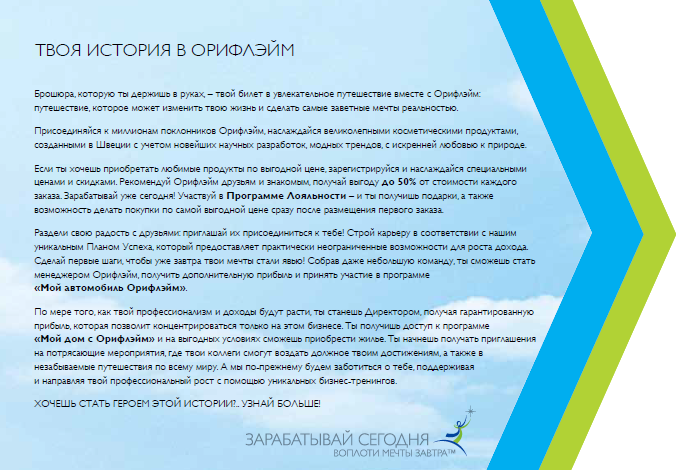 ТВОЯ ИСТОРИЯ В ОРИФЛЭЙМ
Брошюра, которую ты держишь в руках, – твой билет в увлекательное путешествие вместе с Орифлэйм:
путешествие, которое может изменить твою жизнь и сделать самые заветные мечты реальностью.
Присоединяйся к миллионам поклонников Орифлэйм, наслаждайся великолепными косметическими продуктами,
созданными в Швеции с учетом новейших научных разработок, модных трендов, с искренней любовью к природе.
Если ты хочешь приобретать любимые продукты по выгодной цене, зарегистрируйся и наслаждайся специальными
ценами и скидками. Рекомендуй Орифлэйм друзьям и знакомым, получай выгоду до 50% от стоимости каждого
заказа. Зарабатывай уже сегодня! Участвуй в Программе Лояльности – и ты получишь подарки, а также
возможность делать покупки по самой выгодной цене сразу после размещения первого заказа.
Раздели свою радость с друзьями: приглашай их присоединиться к тебе! Строй карьеру в соответствии с нашим
уникальным Планом Успеха, который предоставляет практически неограниченные возможности для роста дохода.
Сделай первые шаги, чтобы уже завтра твои мечты стали явью! Собрав даже небольшую команду, ты сможешь стать
менеджером Орифлэйм, получить дополнительную прибыль и принять участие в программе
«Мой автомобиль Орифлэйм».
По мере того, как твой профессионализм и доходы будут расти, ты станешь Директором, получая гарантированную
прибыль, которая позволит концентрироваться только на этом бизнесе. Ты получишь доступ к программе
«Мой дом с Орифлэйм» и на выгодных условиях сможешь приобрести жилье. Ты начнешь получать приглашения
на потрясающие мероприятия, где твои коллеги смогут воздать должное твоим достижениям, а также в
незабываемые путешествия по всему миру. А мы по-прежнему будем заботиться о тебе, поддерживая
и направляя твой профессиональный рост с помощью уникальных бизнес-тренингов.
ХОЧЕШЬ СТАТЬ ГЕРОЕМ ЭТОЙ ИСТОРИИ?.. УЗНАЙ БОЛЬШЕ!
ЗАРАБАТЫВАЙ СЕГОДНЯ
ВОПЛОТИ МЕЧТЫ ЗАВТРА™